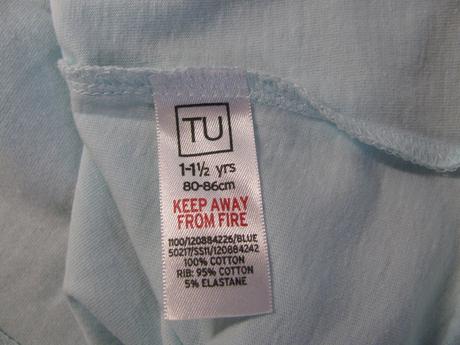 TU
1-1½ yrs
80-86cm
KEEP AWAY
FROM FIRE
1100/120884226/BLUE
50217/SS11/120884242
100% COTTON
RIB: 95% COTTON
5% ELASTANE